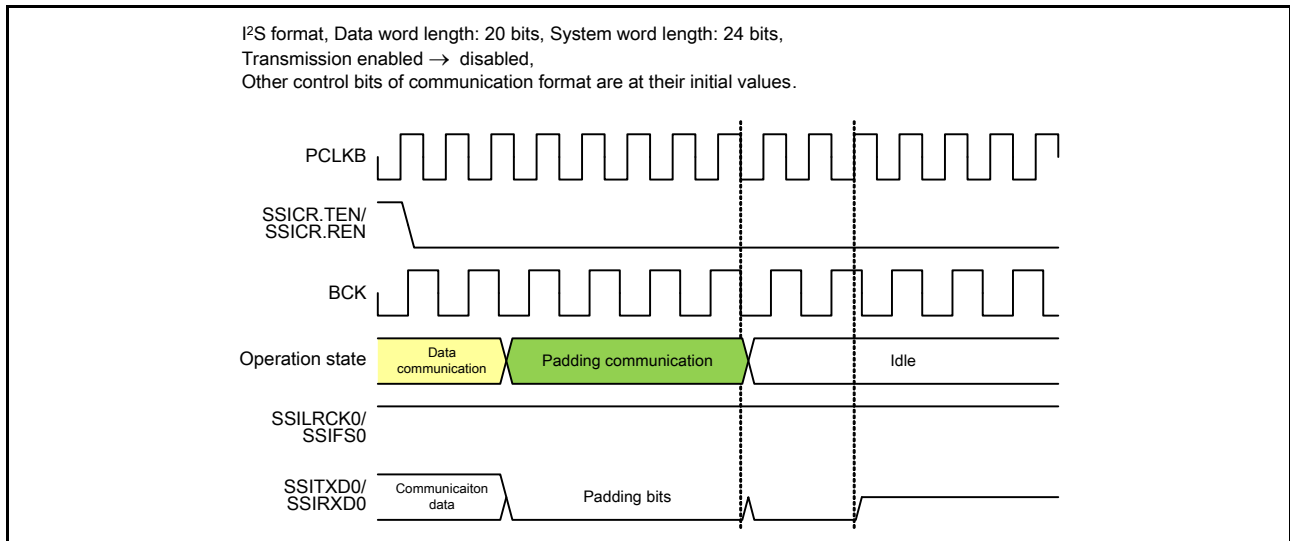 I²S format, Data word length: 20 bits, System word length: 24 bits,
Transmission enabled → disabled,
Other control bits of communication format are at their initial values.
PCLKB
SSICR.TEN/
SSICR.REN
BCK
Operation state
Data
communication
Padding communication
Idle
SSILRCK0/
SSIFS0
SSITXD0/
SSIRXD0
Communicaiton
data
Padding bits